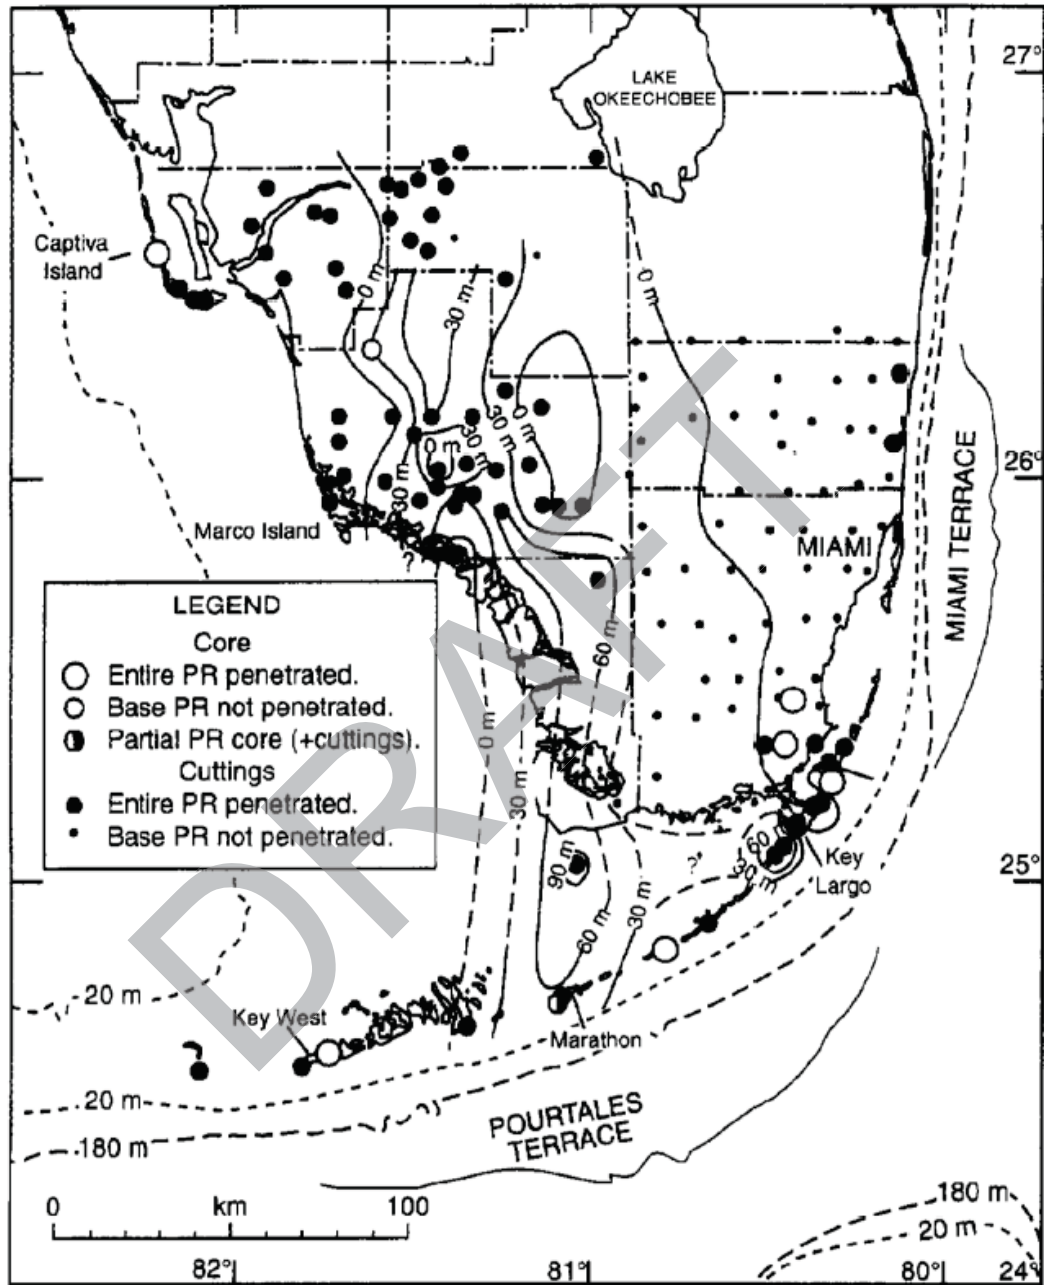 27°
LAKE
OKEECHOBEE
Captiva
Island
0 m
30 m
0 m
30 m
30 m
0 m
0 m
30 m
26°
Marco Island
?
MIAMI
MIAMI TERRACE
LEGEND
Core
Entire PR penetrated.
Base PR not penetrated.
Partial PR core (+cuttings).
Cuttings
Entire PR penetrated.
Base PR not penetrated.
60 m
0 m
30 m
90 m
60 m
30 m
?
60 m
30 m
Key
Largo
25°
20 m
Key West
Marathon
20 m
180 m
POURTALES
TERRACE
0 km 100
180 m
20 m
82° 81° 80° 24°
DRAFT